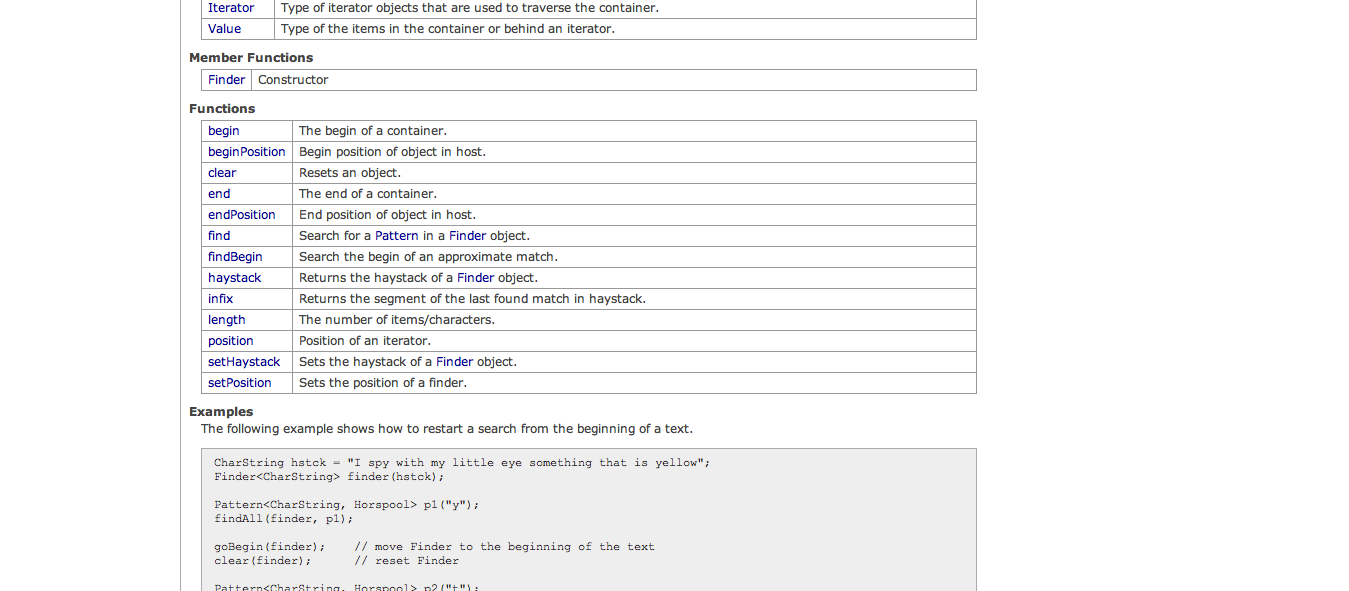 Iterator Type of iterator objects that are used to traverse the container.
Value Type of the items in the container or behind an iterator.
Member Functions
Finder Constructor
Functions
begin The begin of a container.
beginPosition Begin position of object in host.
clear Resets an object.
end The end of a container.
endPosition End position of object in host.
find Search for a Pattern in a Finder object.
findBegin Search the begin of an approximate match.
haystack Returns the haystack of a Finder object.
infix Returns the segment of the last found match in haystack.
length The number of items/characters.
position Position of an iterator.
setHaystack Sets the haystack of a Finder object.
setPosition Sets the position of a finder.
Examples
The following example shows how to restart a search from the beginning of a text.
CharString hstck = "I spy with my little eye something that is yellow";
Finder<CharString> finder(hstck);
Pattern<CharString, Horspool> p1("y");
findAll(finder, p1);
goBegin(finder);    // move Finder to the beginning of the text
clear(finder);      // reset Finder
Pattern<CharString, Horspool> p2("t");